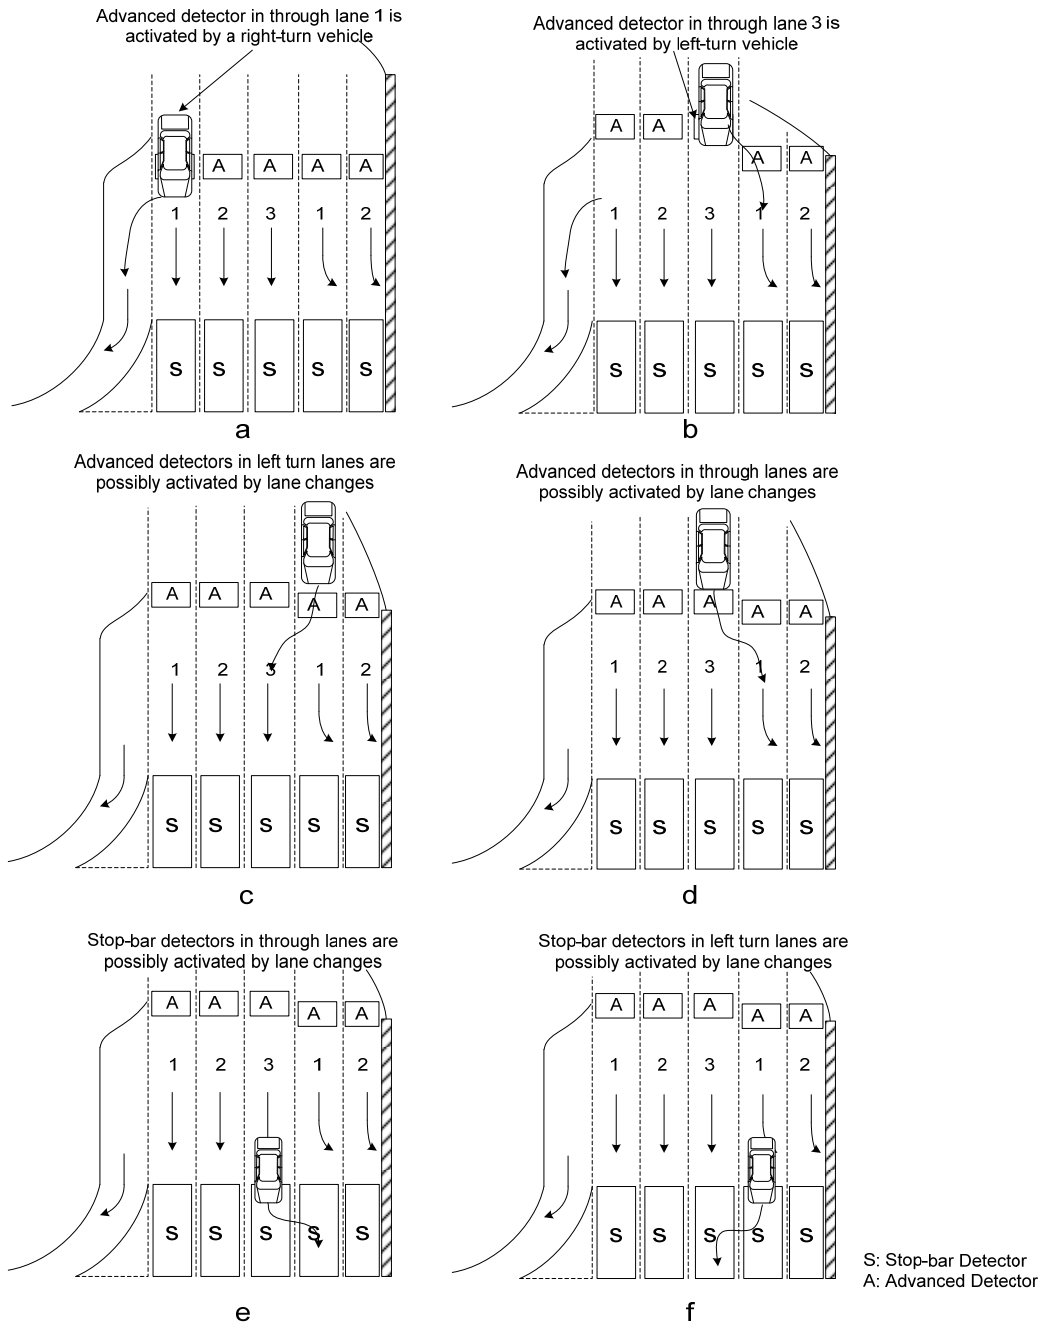 Advanced detector in through lane 1 is
activated by a right-turn vehicle
A A A A
1 2 3 1 2
S S S S S
a
Advanced detector in through lane 3 is
activated by left-turn vehicle
A A A A
1 2 3 1 2
S S S S S
b
Advanced detectors in left turn lanes are
possibly activated by lane changes
A A A A A
1 2 3 1 2
S S S S S
c
Advanced detectors in through lanes are
possibly activated by lane changes
A A A A A
1 2 3 1 2
S S S S S
d
Stop-bar detectors in through lanes are
possibly activated by lane changes
A A A A A
1 2 3 1 2
S S S S S
e
Stop-bar detectors in left turn lanes are
possibly activated by lane changes
A A A A A
1 2 3 1 2
S S S S S
f
S: Stop-bar Detector
A: Advanced Detector